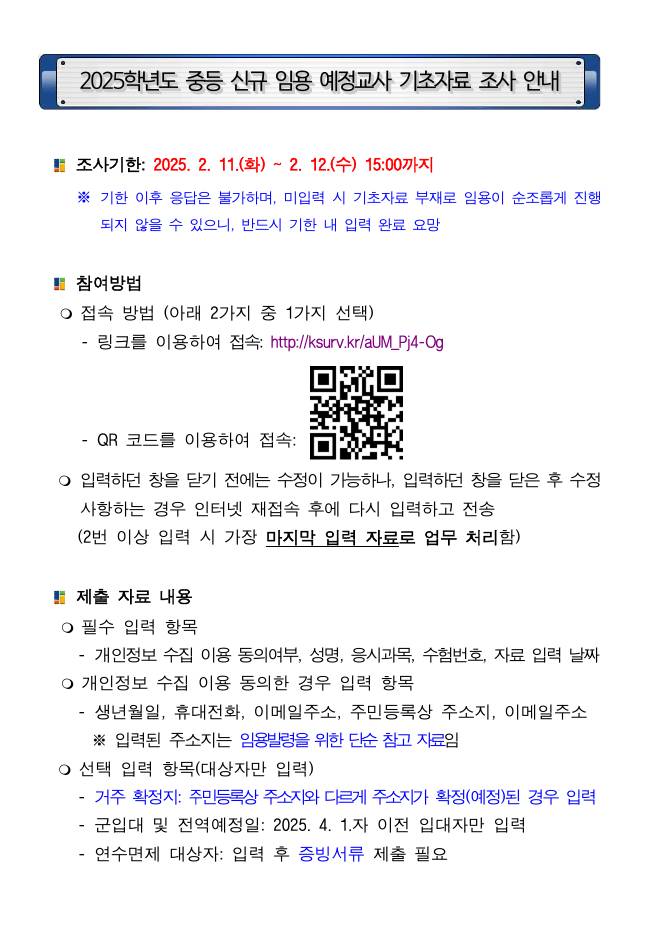 2025학년도 중등 신규 임용 예정교사 기초자료 조사 안내
조사기한: 2025. 2. 11.(화) ~ 2. 12.(수) 15:00까지
※ 기한 이후 응답은 불가하며, 미입력 시 기초자료 부재로 임용이 순조롭게 진행
되지 않을 수 있으니, 반드시 기한 내 입력 완료 요망
참여방법
❍ 접속 방법 (아래 2가지 중 1가지 선택)
- 링크를 이용하여 접속: http://ksurv.kr/aUM_Pj4-Og
- QR 코드를 이용하여 접속:
❍ 입력하던 창을 닫기 전에는 수정이 가능하나, 입력하던 창을 닫은 후 수정
사항하는 경우 인터넷 재접속 후에 다시 입력하고 전송
(2번 이상 입력 시 가장 마지막 입력 자료로 업무 처리함)
제출 자료 내용
❍ 필수 입력 항목
- 개인정보 수집 이용 동의여부, 성명, 응시과목, 수험번호, 자료 입력 날짜
❍ 개인정보 수집 이용 동의한 경우 입력 항목
- 생년월일, 휴대전화, 이메일주소, 주민등록상 주소지, 이메일주소
※ 입력된 주소지는 임용발령을 위한 단순 참고 자료임
❍ 선택 입력 항목(대상자만 입력)
- 거주 확정지: 주민등록상 주소지와 다르게 주소지가 확정(예정)된 경우 입력
- 군입대 및 전역예정일: 2025. 4. 1.자 이전 입대자만 입력
- 연수면제 대상자: 입력 후 증빙서류 제출 필요